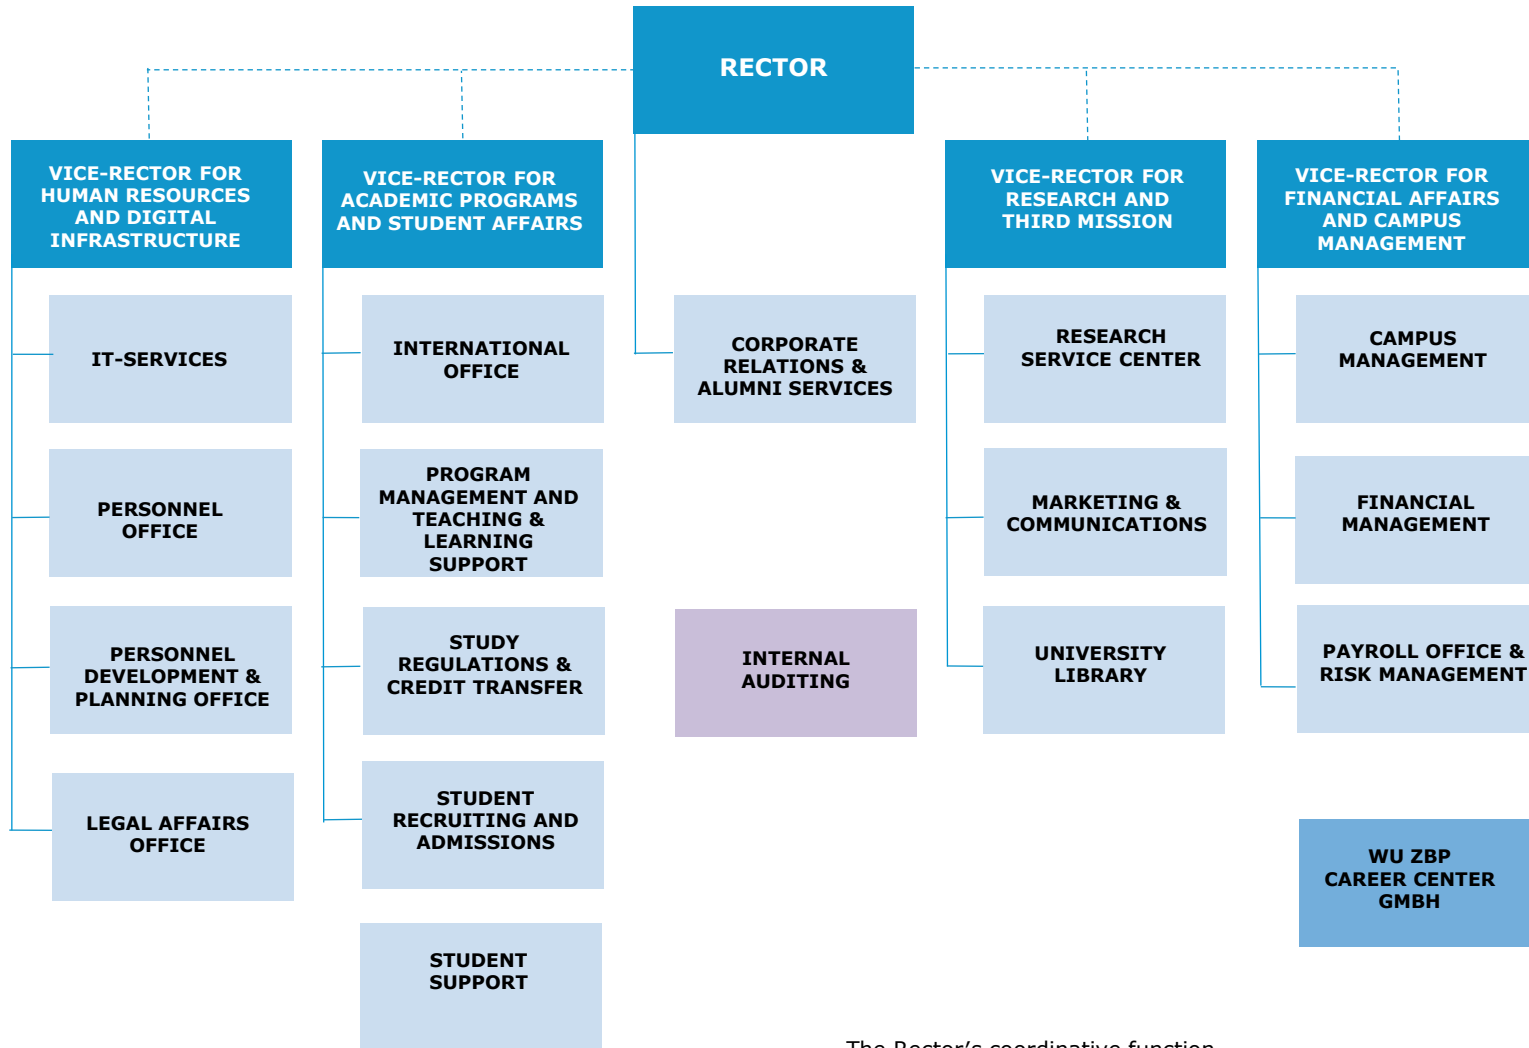 RECTOR
VICE-RECTOR FOR
HUMAN RESOURCES
AND DIGITAL
INFRASTRUCTURE
VICE-RECTOR FOR
ACADEMIC PROGRAMS
AND STUDENT AFFAIRS
VICE-RECTOR FOR
RESEARCH AND
THIRD MISSION
VICE-RECTOR FOR
FINANCIAL AFFAIRS
AND CAMPUS
MANAGEMENT
IT-SERVICES
INTERNATIONAL
OFFICE
CORPORATE
RELATIONS &
ALUMNI SERVICES
RESEARCH
SERVICE CENTER
CAMPUS
MANAGEMENT
PERSONNEL
OFFICE
PROGRAM
MANAGEMENT AND
TEACHING &
LEARNING
SUPPORT
MARKETING &
COMMUNICATIONS
FINANCIAL
MANAGEMENT
PERSONNEL
DEVELOPMENT &
PLANNING OFFICE
STUDY
REGULATIONS &
CREDIT TRANSFER
INTERNAL
AUDITING
UNIVERSITY
LIBRARY
PAYROLL OFFICE &
RISK MANAGEMENT
LEGAL AFFAIRS
OFFICE
STUDENT
RECRUITING AND
ADMISSIONS
WU ZBP
CAREER CENTER
GMBH
STUDENT
SUPPORT
The Rector's coordinative function